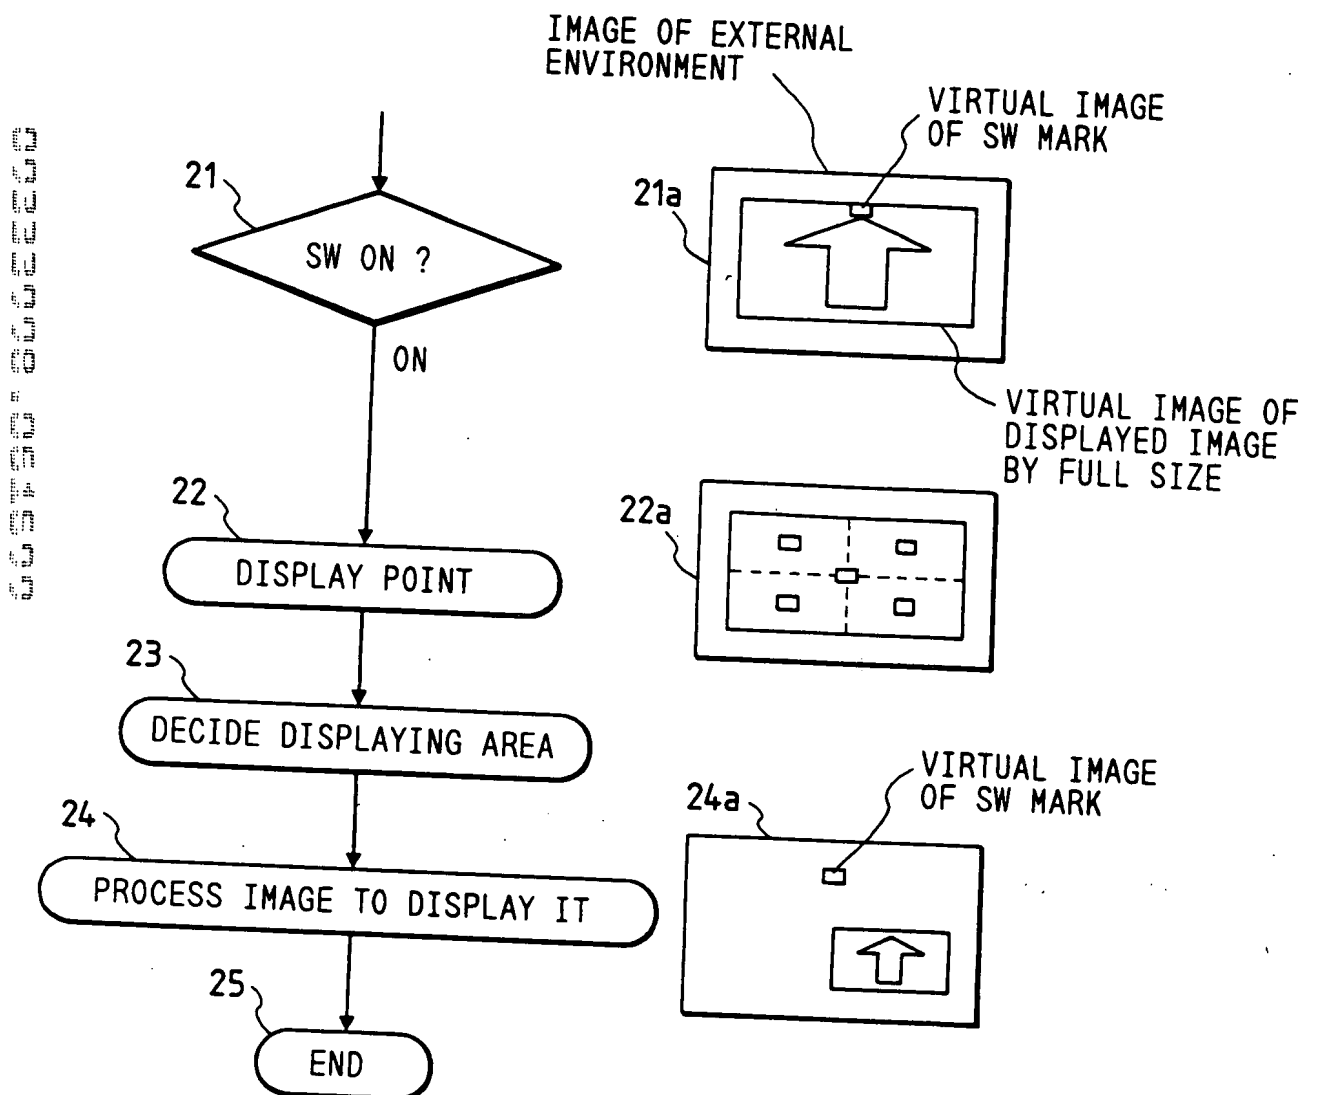 IMAGE OF EXTERNAL
ENVIRONMENT
VIRTUAL IMAGE
OF SW MARK
21
21a
SW ON ?
ON
VIRTUAL IMAGE OF
DISPLAYED IMAGE
BY FULL SIZE
22
22a
DISPLAY POINT
23
DECIDE DISPLAYING AREA
VIRTUAL IMAGE
OF SW MARK
24
24a
PROCESS IMAGE TO DISPLAY IT
25
END